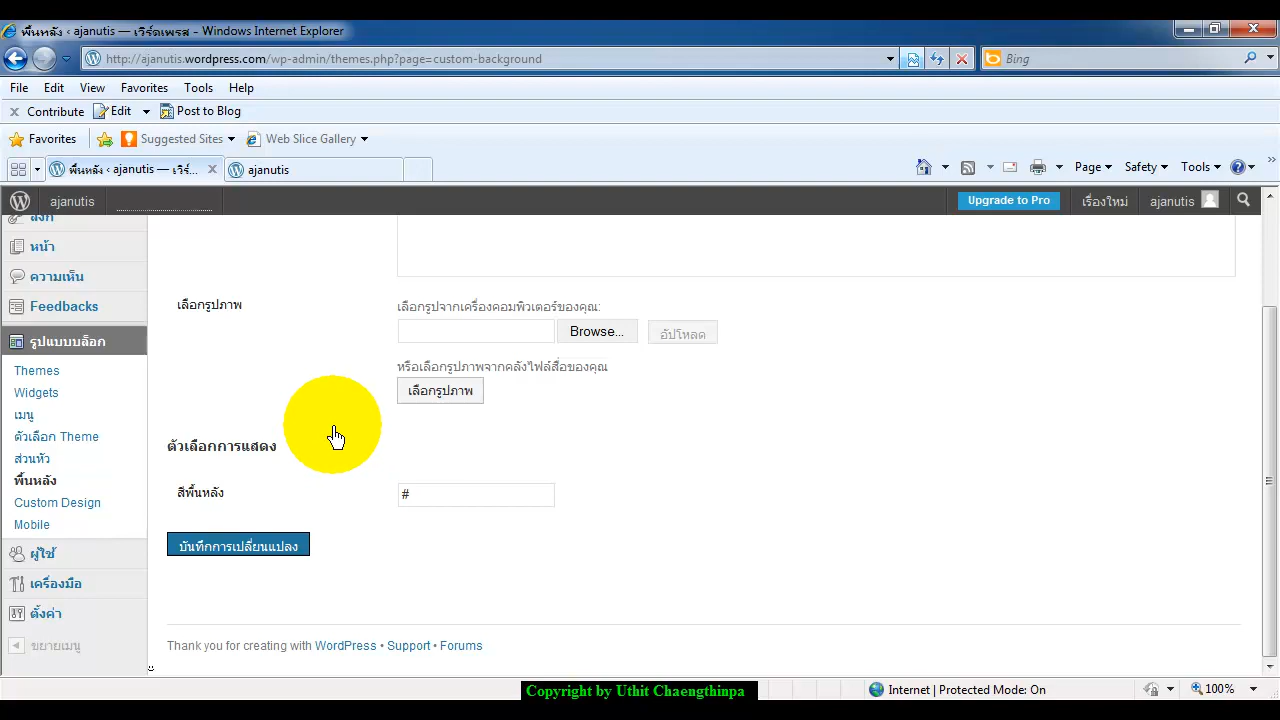 พื้นหลัง ‹ ajanutis — เวิร์ดเพรส - Windows Internet Explorer
http://ajanutis.wordpress.com/wp-admin/themes.php?page=custom-background
Bing
File Edit View Favorites Tools Help
Contribute Edit Post to Blog
Favorites Suggested Sites Web Slice Gallery
พื้นหลัง ‹ ajanutis — เวิร์... ajanutis Page Safety Tools
ajanutis Upgrade to Pro เรื่องใหม่ ajanutis
ลิงก์
หน้า
ความเห็น
Feedbacks
รูปแบบบล็อก
Themes
Widgets
เมนู
ตัวเลือก Theme
ส่วนหัว
พื้นหลัง
Custom Design
Mobile
ผู้ใช้
เครื่องมือ
ตั้งค่า
ขยายเมนู
เลือกรูปภาพ
เลือกรูปจากเครื่องคอมพิวเตอร์ของคุณ:
Browse... อัปโหลด
หรือเลือกรูปภาพจากคลังไฟล์สื่อของคุณ
เลือกรูปภาพ
ตัวเลือกการแสดง
สีพื้นหลัง #
บันทึกการเปลี่ยนแปลง
Thank you for creating with WordPress • Support • Forums
Copyright by Uthit Chaengthinpa
Internet | Protected Mode: On 100%